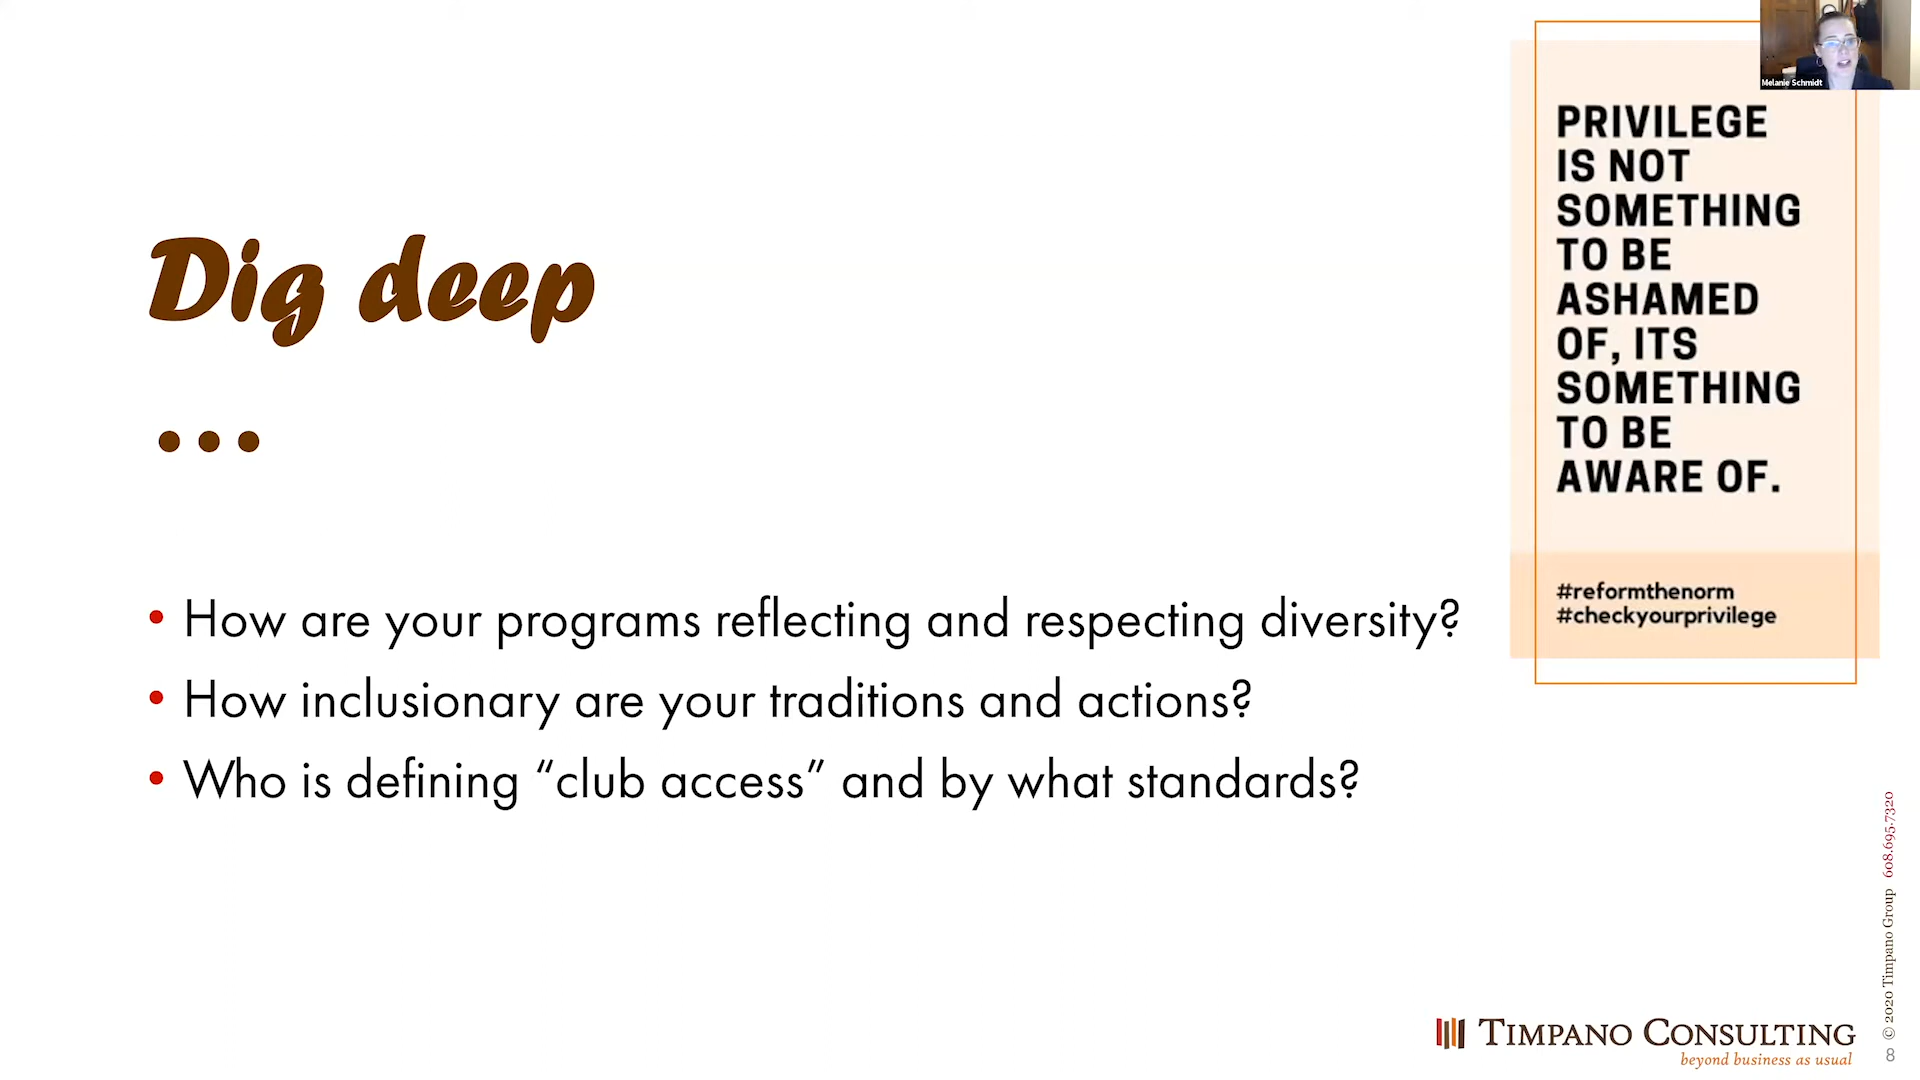 Melanie Schmidt
PRIVILEGE
IS NOT
SOMETHING
TO BE
ASHAMED
OF, ITS
SOMETHING
TO BE
AWARE OF.
#reformthenorm
#checkyourprivilege
Dig deep
...
• How are your programs reflecting and respecting diversity?
• How inclusionary are your traditions and actions?
• Who is defining “club access” and by what standards?
© 2020 Timpano Group 608.695.7320
TIMPANO CONSULTING
beyond business as usual
8